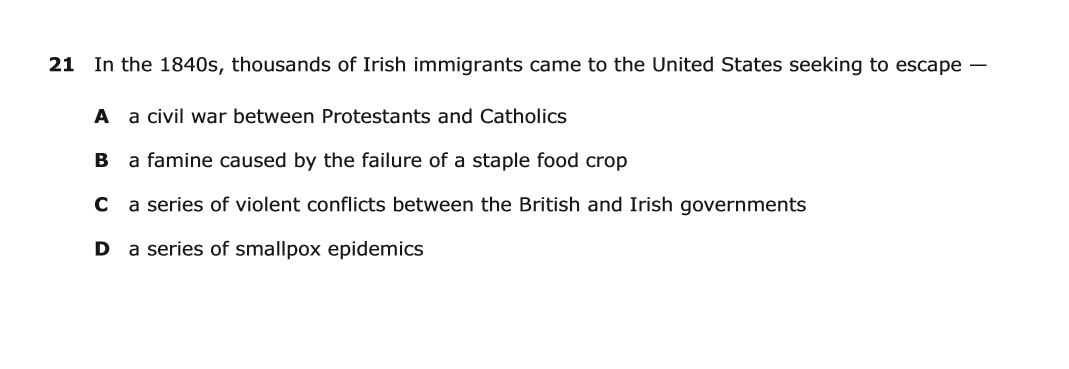 21 In the 1840s, thousands of Irish immigrants came to the United States seeking to escape —
A a civil war between Protestants and Catholics
B a famine caused by the failure of a staple food crop
C a series of violent conflicts between the British and Irish governments
D a series of smallpox epidemics